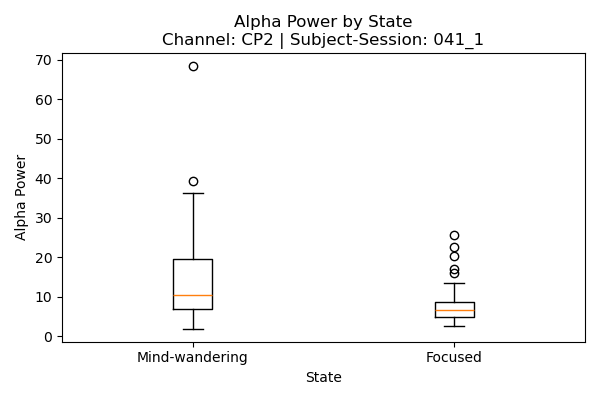 Alpha Power by State
Channel: CP2 | Subject-Session: 041_1
70
60
50
40
30
20
10
0
Alpha Power
Mind-wandering
Focused
State